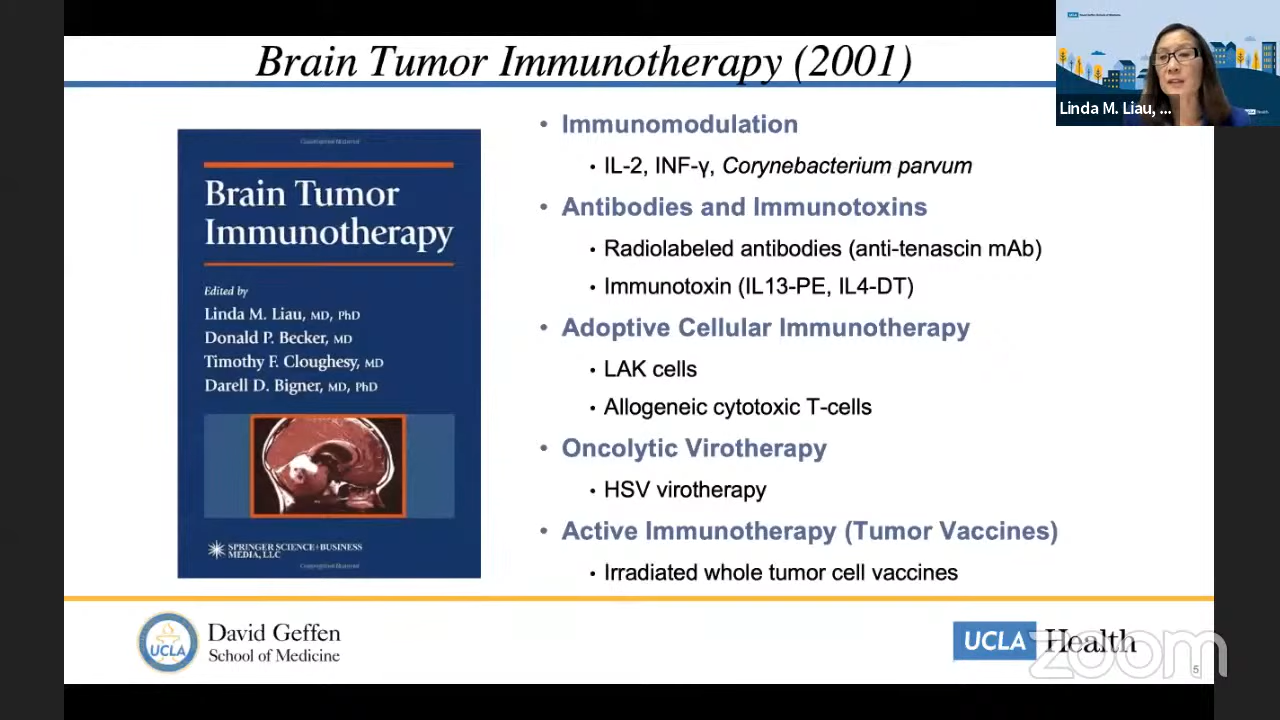 Brain Tumor Immunotherapy (2001)
Linda M. Liau, ...
Brain Tumor
Immunotherapy
Edited by
Linda M. Liau, MD, PhD
Donald P. Becker, MD
Timothy F. Cloughesy, MD
Darell D. Bigner, MD, PhD
SPRINGER SCIENCE+BUSINESS
MEDIA, LLC
Copyrighted Material
• Immunomodulation
• IL-2, INF-γ, Corynebacterium parvum
• Antibodies and Immunotoxins
• Radiolabeled antibodies (anti-tenascin mAb)
• Immunotoxin (IL13-PE, IL4-DT)
• Adoptive Cellular Immunotherapy
• LAK cells
• Allogeneic cytotoxic T-cells
• Oncolytic Virotherapy
• HSV virotherapy
• Active Immunotherapy (Tumor Vaccines)
• Irradiated whole tumor cell vaccines
UCLA
David Geffen
School of Medicine
UCLA Health
zoom
5